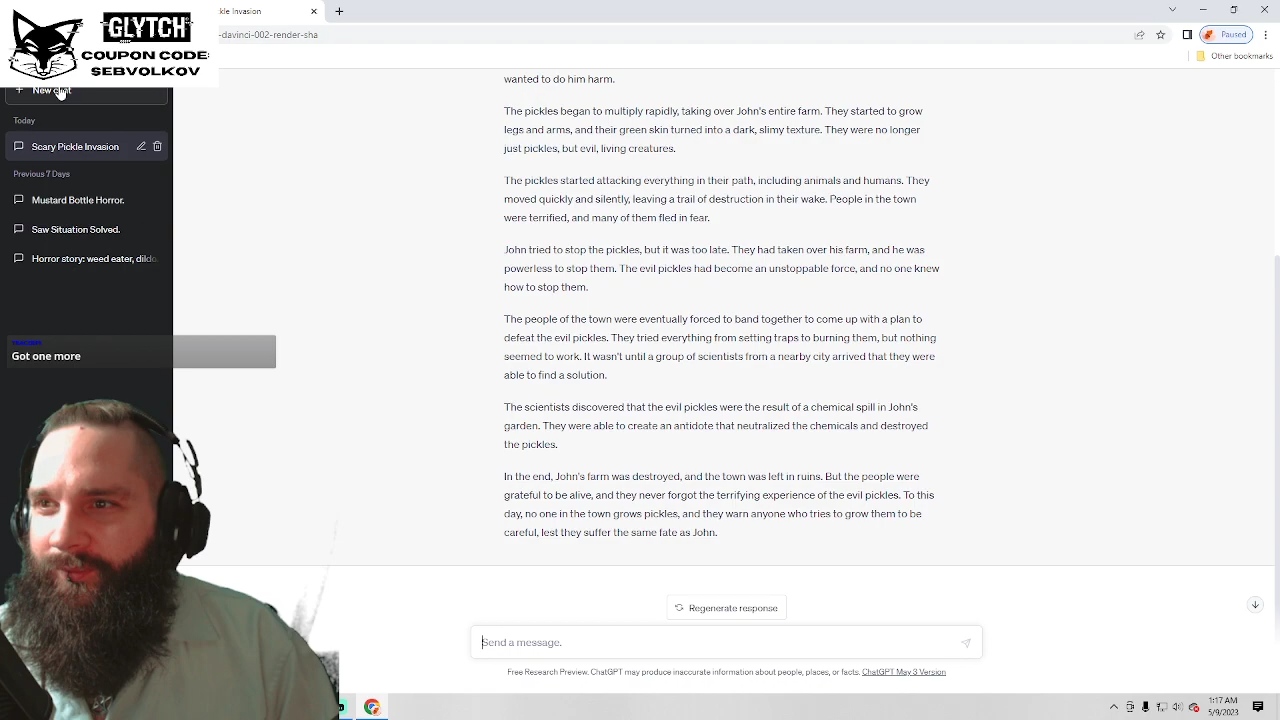 kle Invasion
GLYTCH
COUPON CODE:
SEBVOLKOV
-davinci-002-render-sha
Paused
New chat
Today
Scary Pickle Invasion
Previous 7 Days
Mustard Bottle Horror.
Saw Situation Solved.
Horror story: weed eater, dildo
Got one more
wanted to do him harm.
The pickles began to multiply rapidly, taking over John's entire farm. They started to grow
legs and arms, and their green skin turned into a dark, slimy texture. They were no longer
just pickles, but evil, living creatures.
The pickles started attacking everything in their path, including animals and humans. They
moved quickly and silently, leaving a trail of destruction in their wake. People in the town
were terrified, and many of them fled in fear.
John tried to stop the pickles, but it was too late. They had taken over his farm, and he was
powerless to stop them. The evil pickles had become an unstoppable force, and no one knew
how to stop them.
The people of the town were eventually forced to band together to come up with a plan to
defeat the evil pickles. They tried everything from setting traps to burning them, but nothing
seemed to work. It wasn't until a group of scientists from a nearby city arrived that they were
able to find a solution.
The scientists discovered that the evil pickles were the result of a chemical spill in John's
garden. They were able to create an antidote that neutralized the chemicals and destroyed
the pickles.
In the end, John's farm was destroyed, and the town was left in ruins. But the people were
grateful to be alive, and they never forgot the terrifying experience of the evil pickles. To this
day, no one in the town grows pickles, and they warn anyone who tries to grow them to be
careful, lest they suffer the same fate as John.
Regenerate response
Send a message.
Free Research Preview. ChatGPT may produce inaccurate information about people, places, or facts. ChatGPT May 3 Version
1:17 AM
5/9/2023